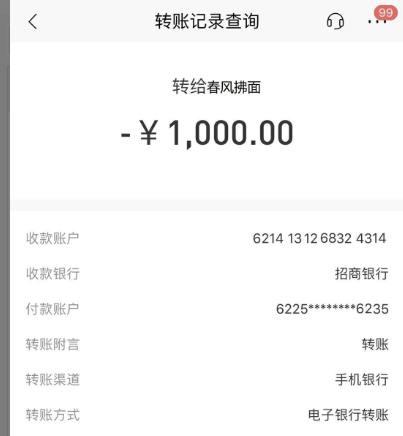 转账记录查询
99
转给春风拂面
-￥1,000.00
收款账户 6214 1312 6832 4314
收款银行 招商银行
付款账户 6225********6235
转账附言 转账
转账渠道 手机银行
转账方式 电子银行转账